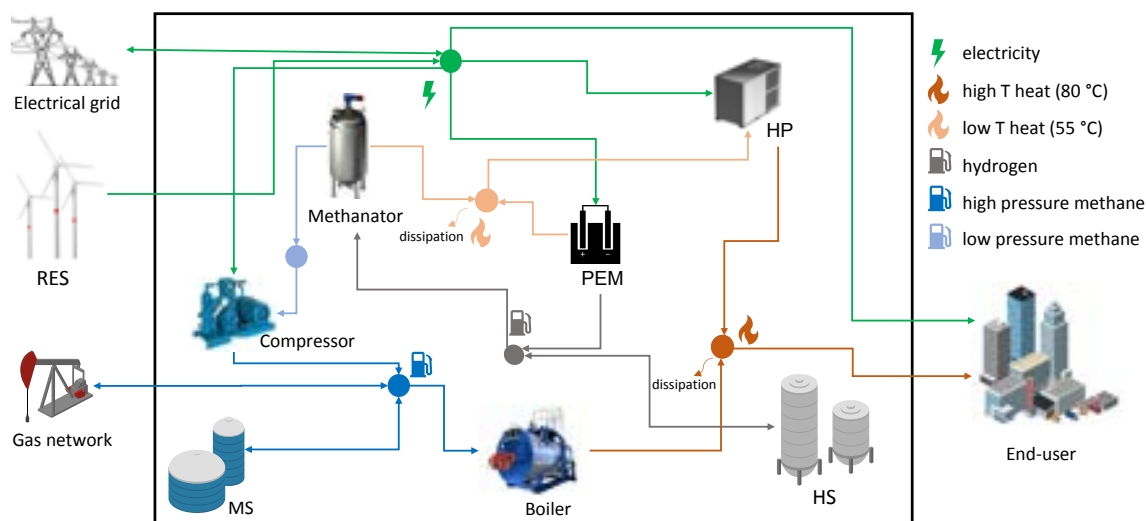 Electrical grid
RES
Gas network
Methanator
dissipation
PEM
HP
Compressor
dissipation
MS
Boiler
HS
End-user
electricity
high T heat (80 °C)
low T heat (55 °C)
hydrogen
high pressure methane
low pressure methane
+ −